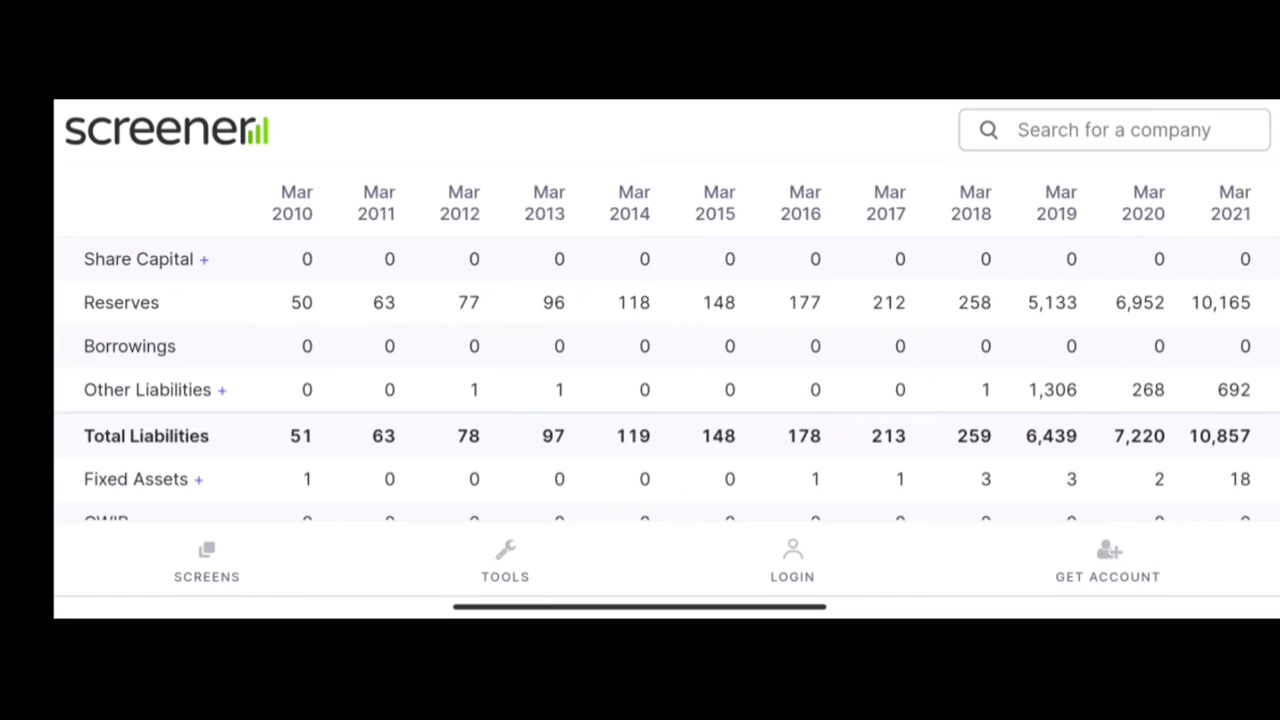 screener
Search for a company
Mar Mar Mar Mar Mar Mar Mar Mar Mar Mar Mar Mar
2010 2011 2012 2013 2014 2015 2016 2017 2018 2019 2020 2021
Share Capital + 0 0 0 0 0 0 0 0 0 0 0 0
Reserves 50 63 77 96 118 148 177 212 258 5,133 6,952 10,165
Borrowings 0 0 0 0 0 0 0 0 0 0 0 0
Other Liabilities + 0 0 1 1 0 0 0 0 1 1,306 268 692
Total Liabilities 51 63 78 97 119 148 178 213 259 6,439 7,220 10,857
Fixed Assets + 1 0 0 0 0 0 1 1 3 3 2 18
SCREENS TOOLS LOGIN GET ACCOUNT